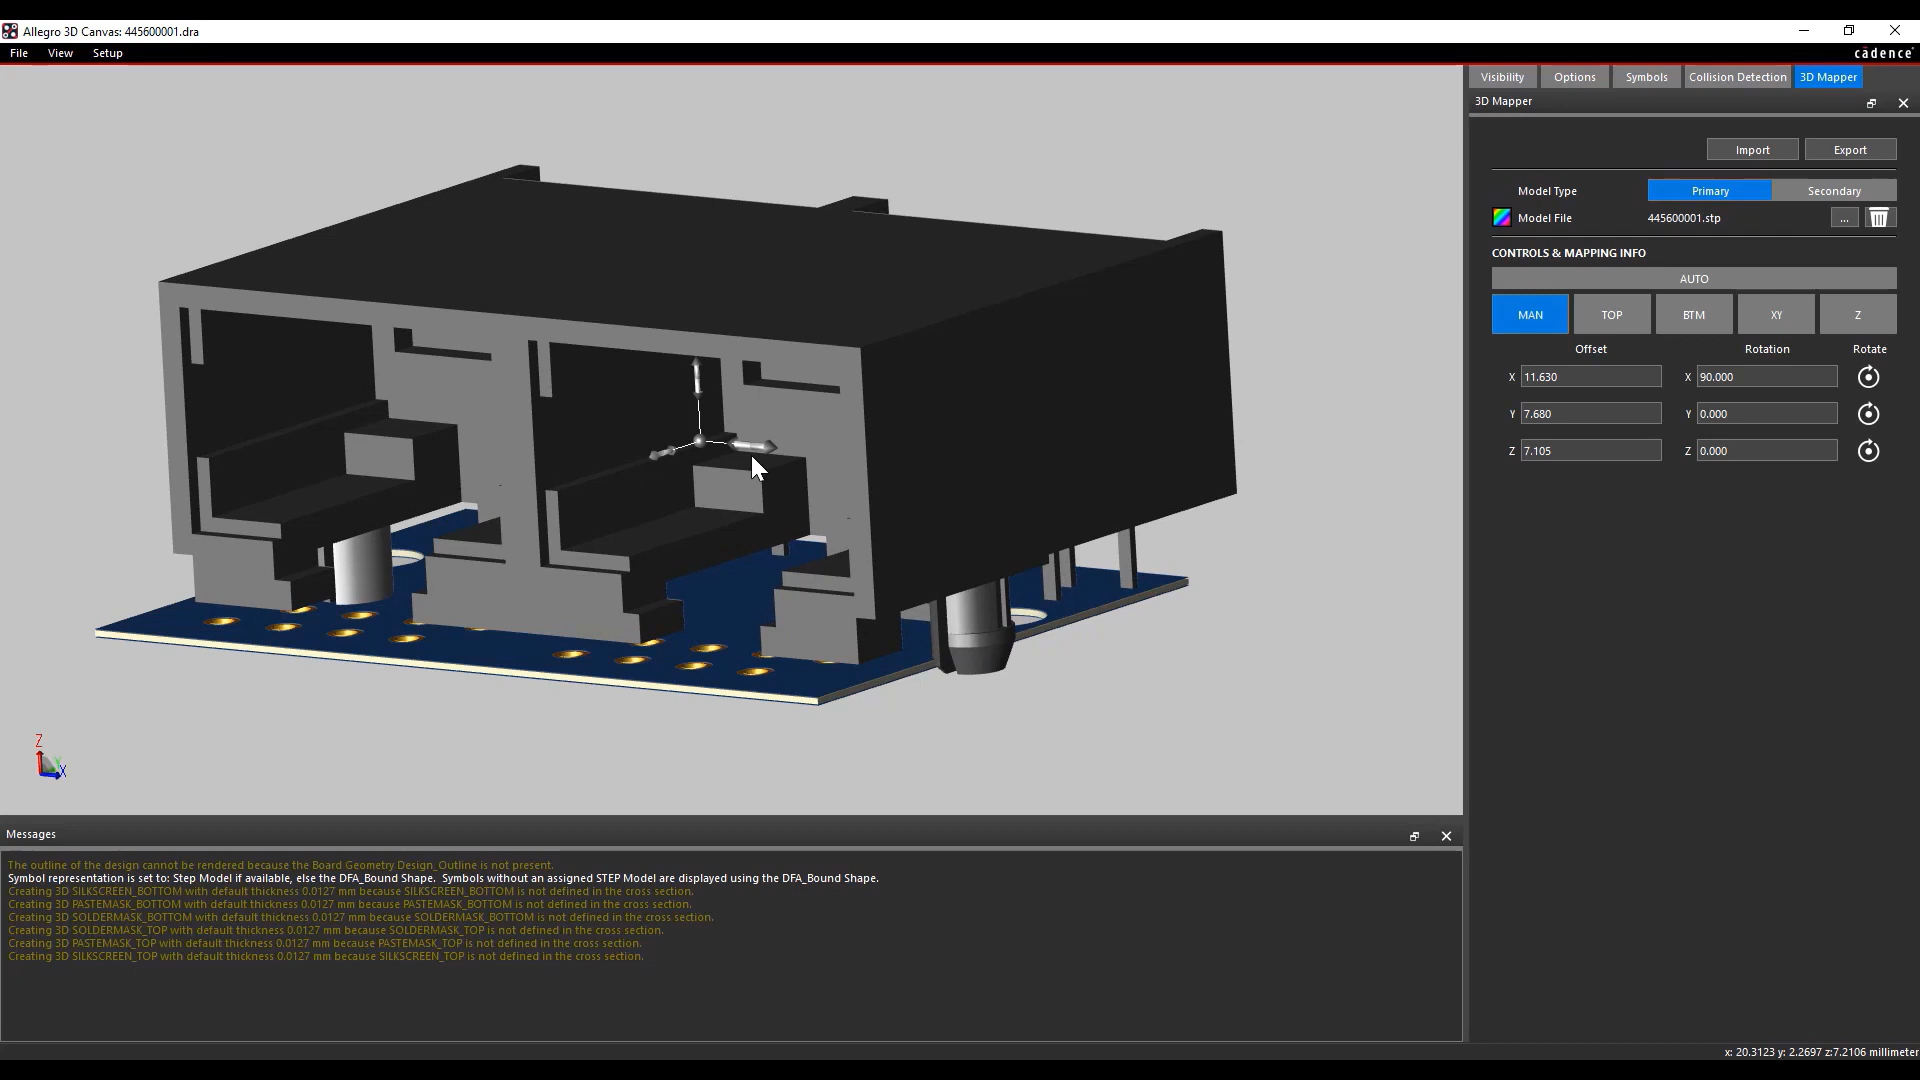 Allegro 3D Canvas: 445600001.dra
File View Setup
cādence
Visibility Options Symbols Collision Detection 3D Mapper
3D Mapper
Import Export
Model Type Primary Secondary
Model File 445600001.stp ...
CONTROLS & MAPPING INFO
AUTO
MAN TOP BTM XY Z
Offset Rotation Rotate
X 11.630 X 90.000
Y 7.680 Y 0.000
Z 7.105 Z 0.000
Z
Y
X
Messages
The outline of the design cannot be rendered because the Board Geometry Design_Outline is not present.
Symbol representation is set to: Step Model if available, else the DFA_Bound Shape. Symbols without an assigned STEP Model are displayed using the DFA_Bound Shape.
Creating 3D SILKSCREEN_BOTTOM with default thickness 0.0127 mm because SILKSCREEN_BOTTOM is not defined in the cross section.
Creating 3D PASTEMASK_BOTTOM with default thickness 0.0127 mm because PASTEMASK_BOTTOM is not defined in the cross section.
Creating 3D SOLDERMASK_BOTTOM with default thickness 0.0127 mm because SOLDERMASK_BOTTOM is not defined in the cross section.
Creating 3D SOLDERMASK_TOP with default thickness 0.0127 mm because SOLDERMASK_TOP is not defined in the cross section.
Creating 3D PASTEMASK_TOP with default thickness 0.0127 mm because PASTEMASK_TOP is not defined in the cross section.
Creating 3D SILKSCREEN_TOP with default thickness 0.0127 mm because SILKSCREEN_TOP is not defined in the cross section.
x: 20.3123 y: 2.2697 z:7.2106 millimeter